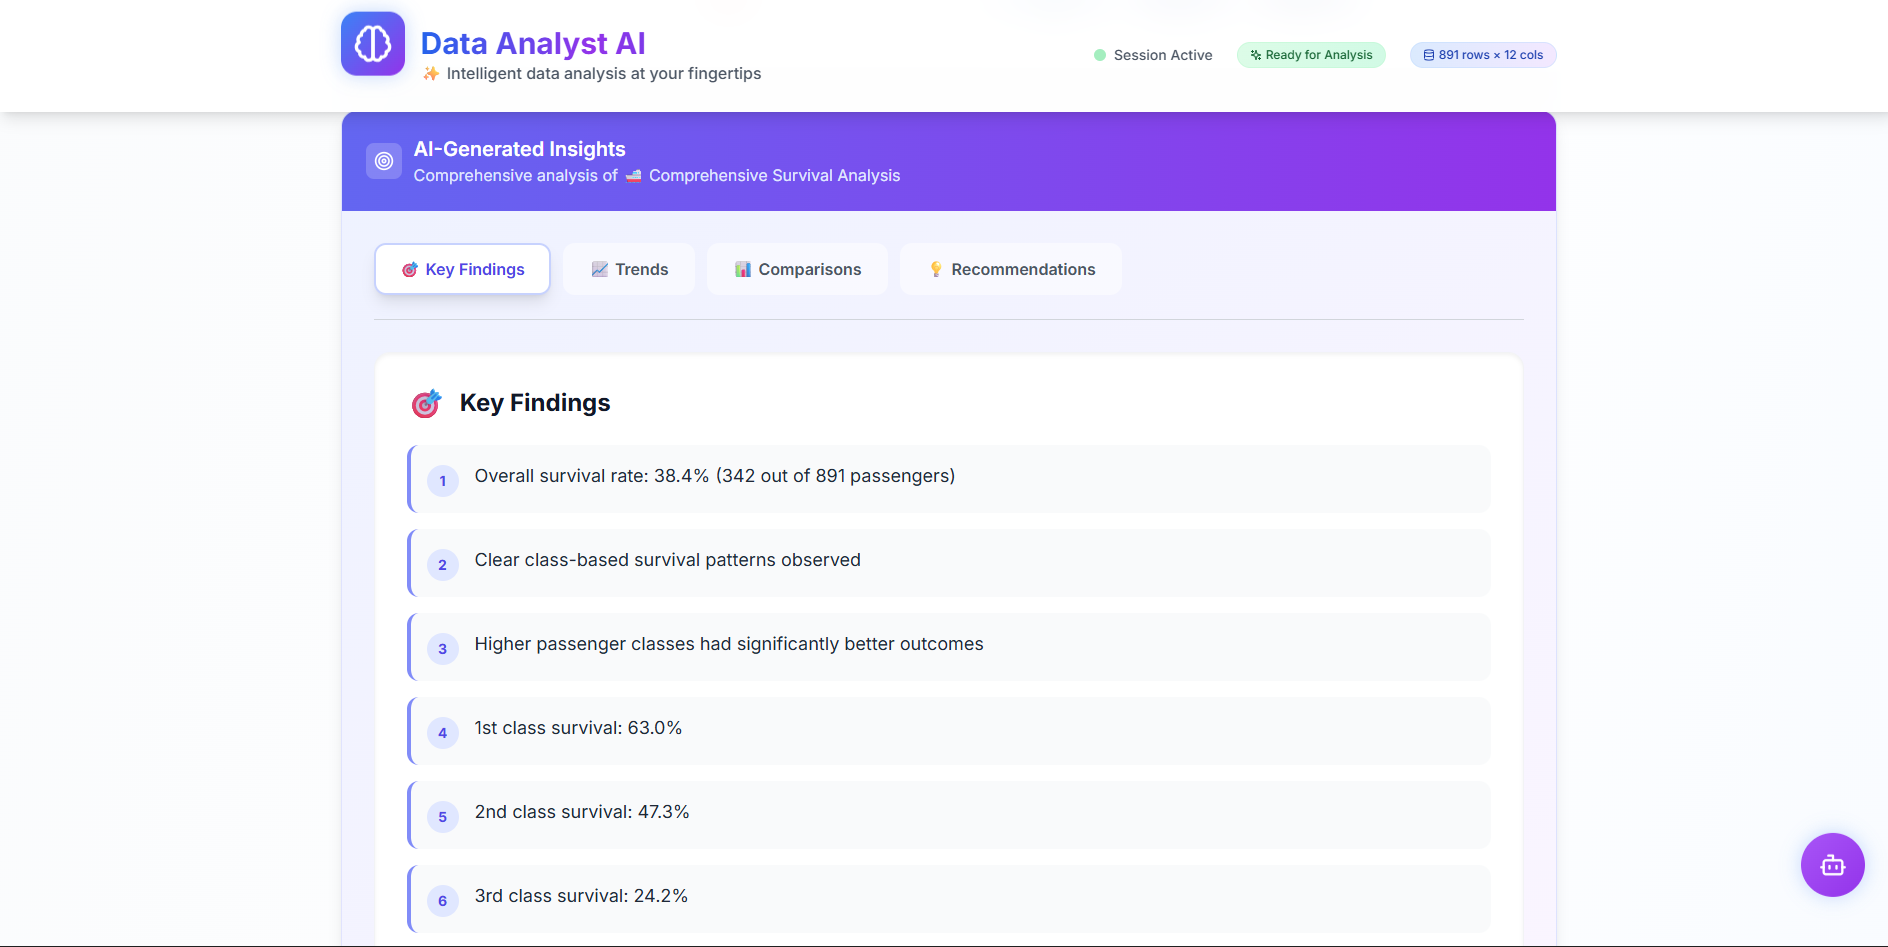 Data Analyst AI
✨ Intelligent data analysis at your fingertips
Session Active
Ready for Analysis
891 rows × 12 cols
AI-Generated Insights
Comprehensive analysis of 🚢 Comprehensive Survival Analysis
🎯 Key Findings
📈 Trends
📊 Comparisons
💡 Recommendations
🎯 Key Findings
1 Overall survival rate: 38.4% (342 out of 891 passengers)
2 Clear class-based survival patterns observed
3 Higher passenger classes had significantly better outcomes
4 1st class survival: 63.0%
5 2nd class survival: 47.3%
6 3rd class survival: 24.2%